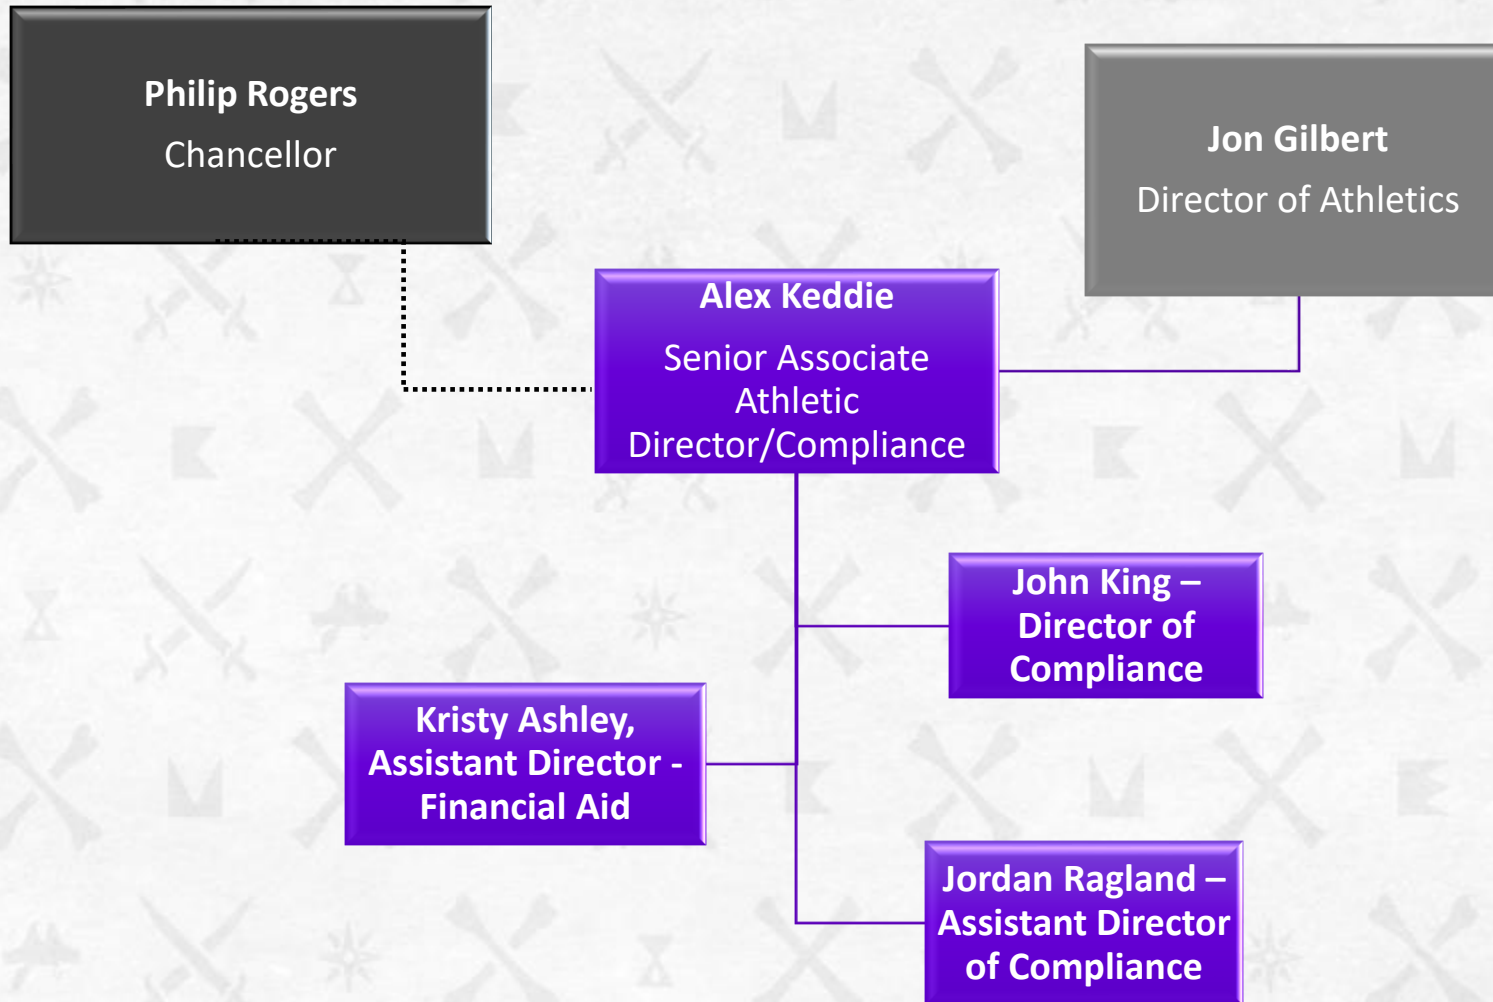 Philip Rogers
Chancellor
Jon Gilbert
Director of Athletics
Alex Keddie
Senior Associate
Athletic
Director/Compliance
John King –
Director of
Compliance
Kristy Ashley,
Assistant Director -
Financial Aid
Jordan Ragland –
Assistant Director
of Compliance